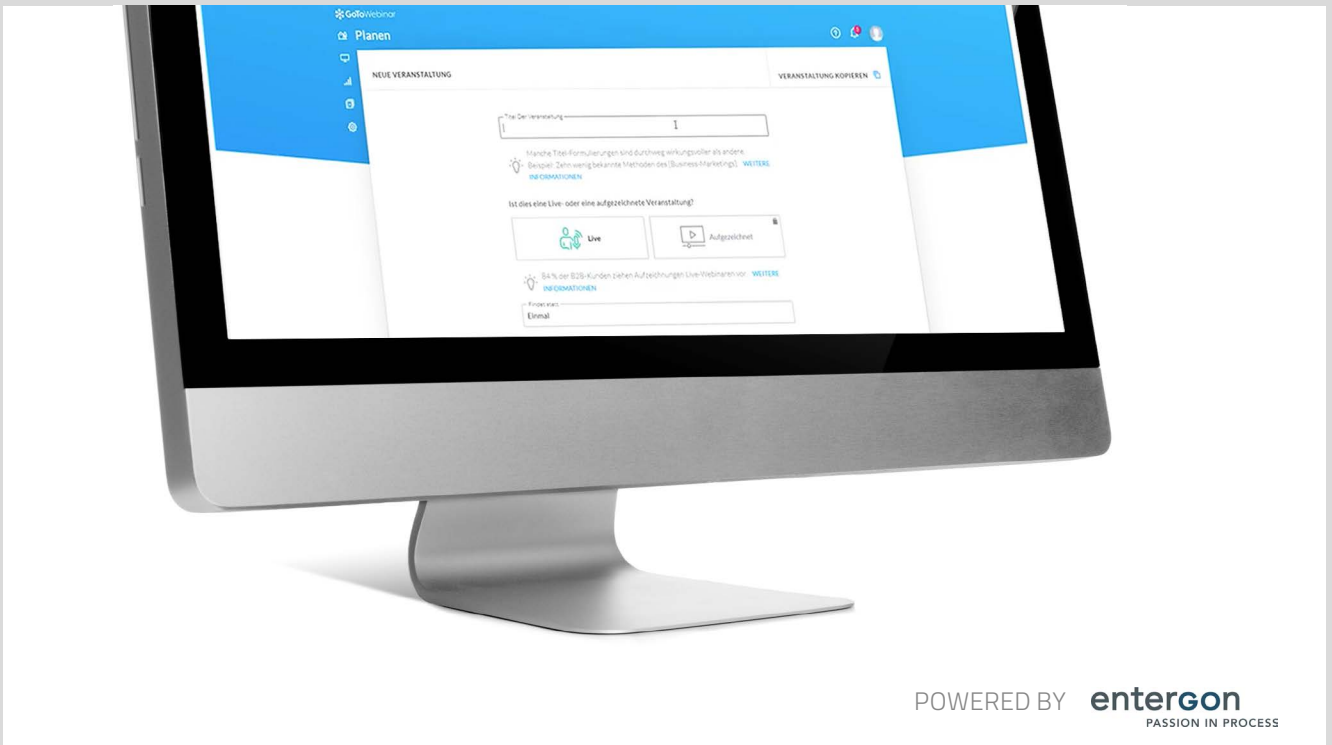 GoToWebinar
Planen
NEUE VERANSTALTUNG
VERANSTALTUNG KOPIEREN
Titel Der Veranstaltung
Manche Titel-Formulierungen sind durchweg wirkungsvoller als andere.
Beispiel: Zehn wenig bekannte Methoden des [Business-Marketings]. WEITERE
INFORMATIONEN
Ist dies eine Live- oder eine aufgezeichnete Veranstaltung?
Live
Aufgezeichnet
84 % der B2B-Kunden ziehen Aufzeichnungen Live-Webinaren vor. WEITERE
INFORMATIONEN
Findet statt
Einmal
POWERED BY entergon
PASSION IN PROCESS